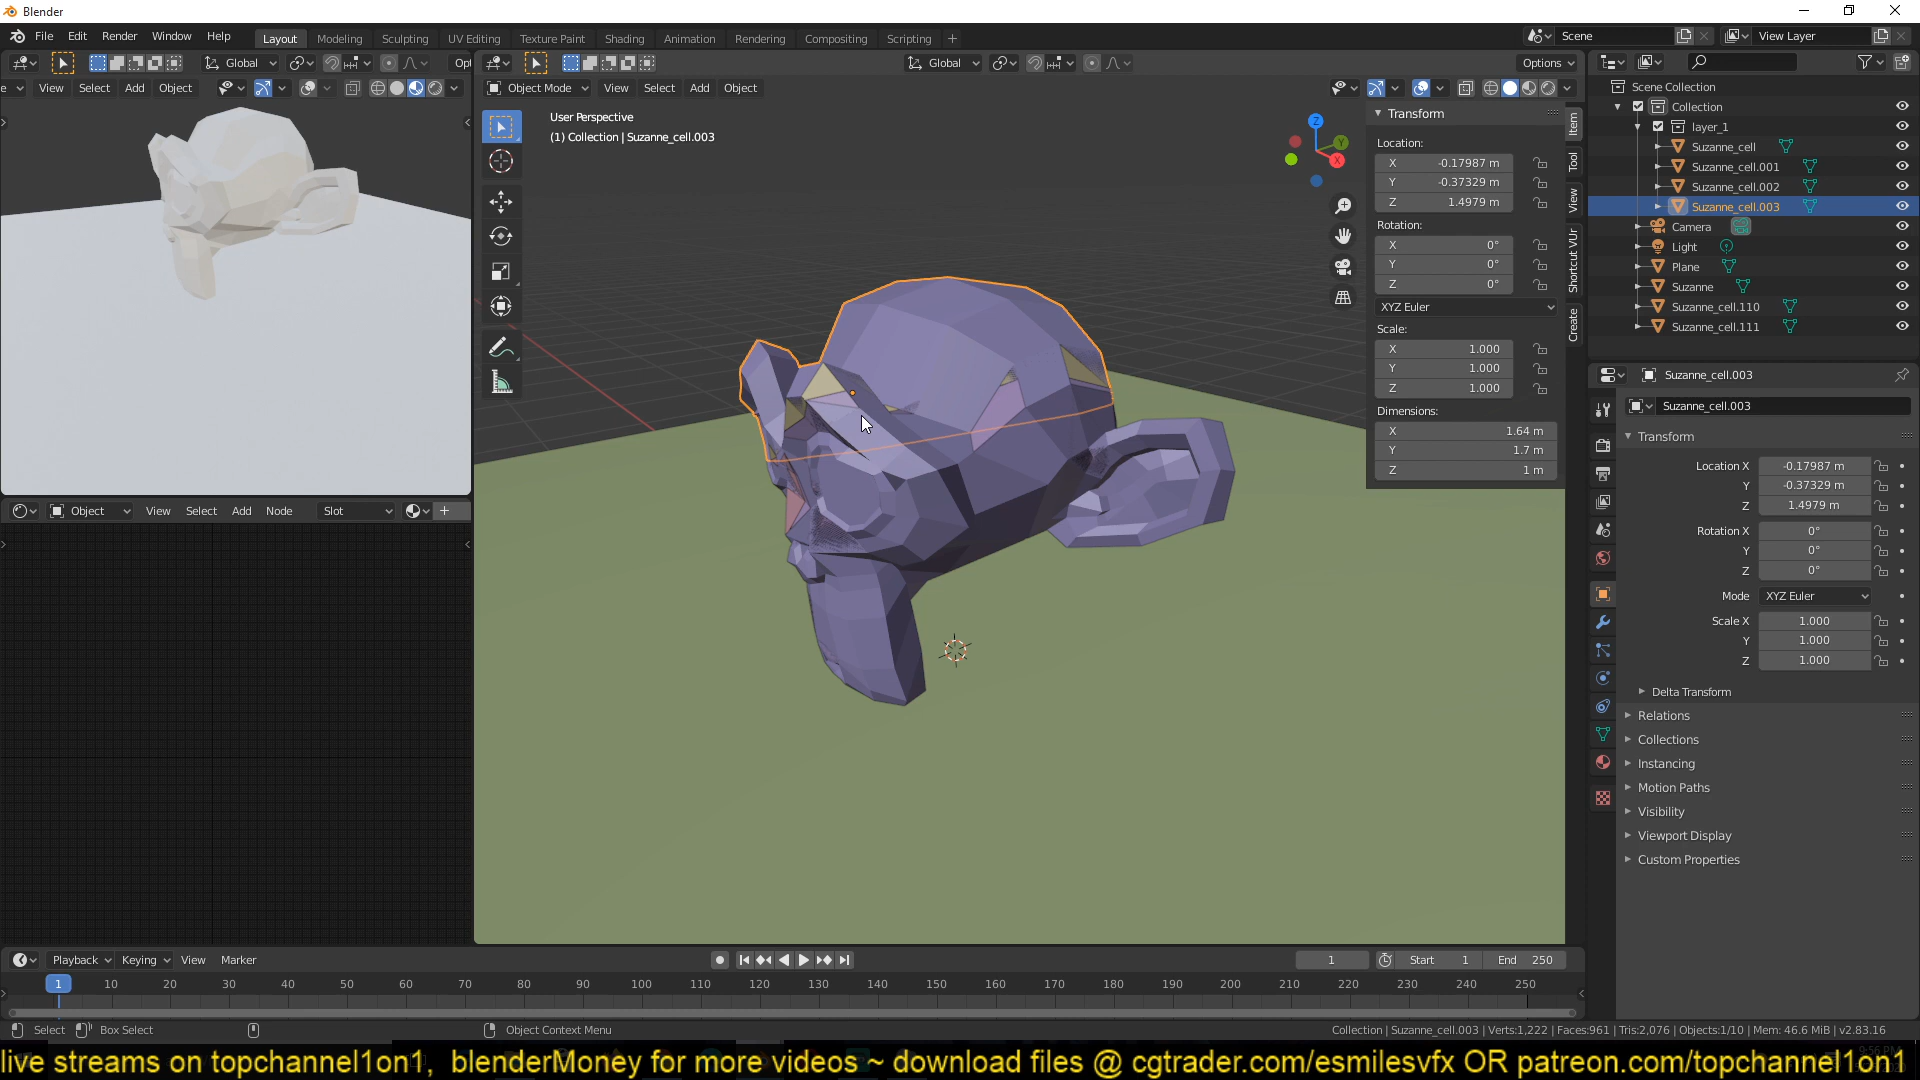 Blender
File Edit Render Window Help
Layout Modeling Sculpting UV Editing Texture Paint Shading Animation Rendering Compositing Scripting +
Scene
View Layer
Global
Opt
Global
Options
e View Select Add Object
Object Mode View Select Add Object
User Perspective
(1) Collection | Suzanne_cell.003
Z
Y
X
Transform
Location:
X -0.17987 m
Y -0.37329 m
Z 1.4979 m
Rotation:
X 0°
Y 0°
Z 0°
XYZ Euler
Scale:
X 1.000
Y 1.000
Z 1.000
Dimensions:
X 1.64 m
Y 1.7 m
Z 1 m
Item
Tool
View
Shortcut VUr
Create
Scene Collection
Collection
layer_1
Suzanne_cell
Suzanne_cell.001
Suzanne_cell.002
Suzanne_cell.003
Camera
Light
Plane
Suzanne
Suzanne_cell.110
Suzanne_cell.111
Suzanne_cell.003
Suzanne_cell.003
Transform
Location X -0.17987 m
Y -0.37329 m
Z 1.4979 m
Rotation X 0°
Y 0°
Z 0°
Mode XYZ Euler
Scale X 1.000
Y 1.000
Z 1.000
Delta Transform
Relations
Collections
Instancing
Motion Paths
Visibility
Viewport Display
Custom Properties
Object View Select Add Node Slot
Playback Keying View Marker
1 Start 1 End 250
1 10 20 30 40 50 60 70 80 90 100 110 120 130 140 150 160 170 180 190 200 210 220 230 240 250
Select Box Select Object Context Menu
Collection | Suzanne_cell.003 | Verts:1,222 | Faces:961 | Tris:2,076 | Objects:1/10 | Mem: 46.6 MiB | v2.83.16
live streams on topchannel1on1, blenderMoney for more videos ~ download files @ cgtrader.com/esmilesvfx OR patreon.com/topchannel1on1